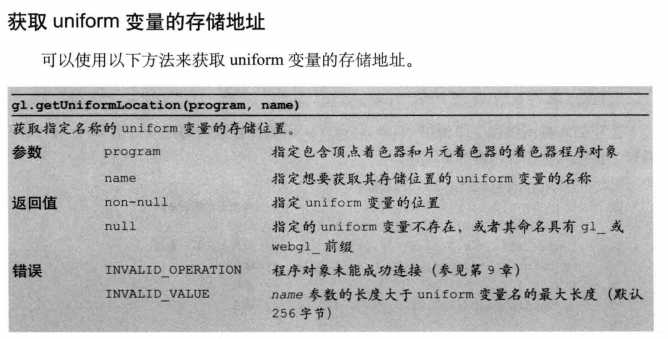 获取 uniform 变量的存储地址
可以使用以下方法来获取 uniform 变量的存储地址。
gl.getUniformLocation(program, name)
获取指定名称的 uniform 变量的存储位置。
参数 program 指定包含顶点着色器和片元着色器的着色器程序对象
name 指定想要获取其存储位置的 uniform 变量的名称
返回值 non-null 指定 uniform 变量的位置
null 指定的 uniform 变量不存在，或者其命名具有 gl_ 或
webgl_ 前缀
错误 INVALID_OPERATION 程序对象未能成功连接（参见第 9 章）
INVALID_VALUE name 参数的长度大于 uniform 变量名的最大长度（默认
256 字节）